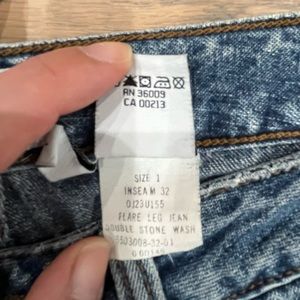 RN 36009
CA 00213
SIZE 1
INSEAM 32
0J23U155
FLARE LEG JEAN
DOUBLE STONE WASH